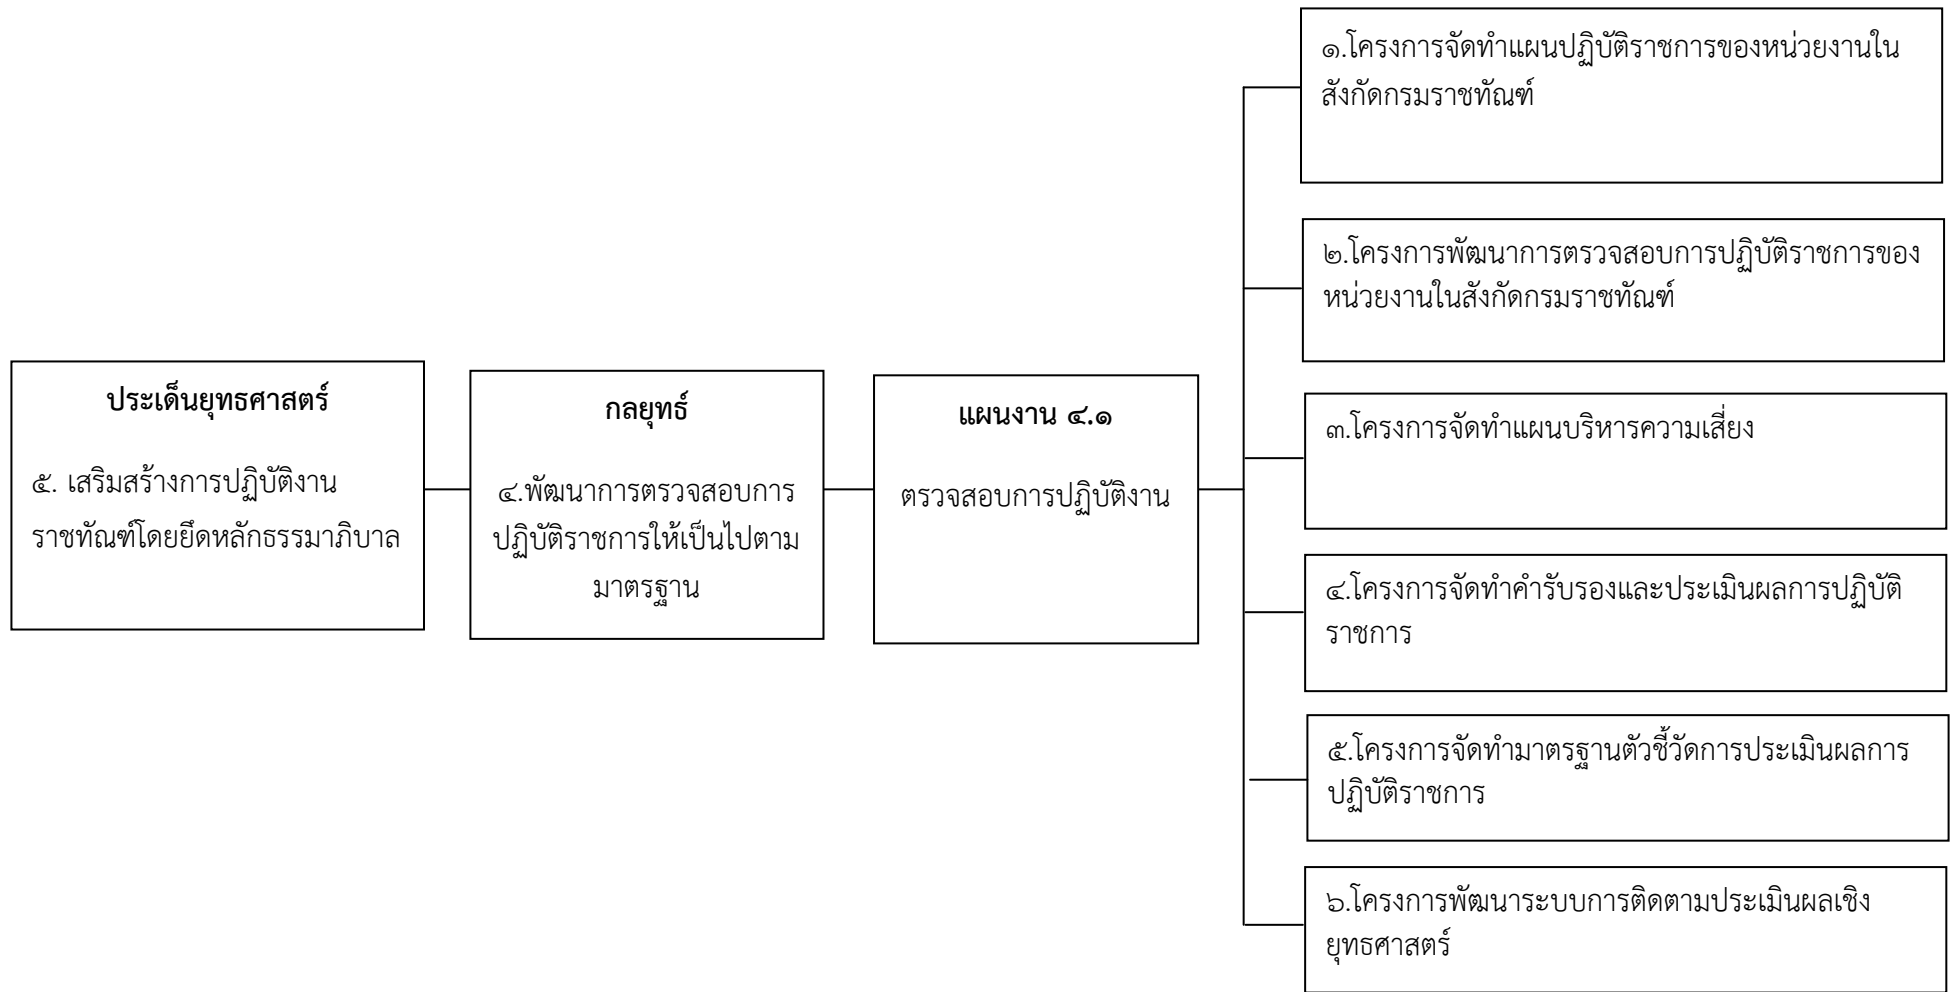 ประเด็นยุทธศาสตร์
๕. เสริมสร้างการปฏิบัติงาน
ราชทัณฑ์โดยยึดหลักธรรมาภิบาล
กลยุทธ์
๔.พัฒนาการตรวจสอบการ
ปฏิบัติราชการให้เป็นไปตาม
มาตรฐาน
แผนงาน ๔.๑
ตรวจสอบการปฏิบัติงาน
๑.โครงการจัดทำแผนปฏิบัติราชการของหน่วยงานใน
สังกัดกรมราชทัณฑ์
๒.โครงการพัฒนาการตรวจสอบการปฏิบัติราชการของ
หน่วยงานในสังกัดกรมราชทัณฑ์
๓.โครงการจัดทำแผนบริหารความเสี่ยง
๔.โครงการจัดทำคำรับรองและประเมินผลการปฏิบัติ
ราชการ
๕.โครงการจัดทำมาตรฐานตัวชี้วัดการประเมินผลการ
ปฏิบัติราชการ
๖.โครงการพัฒนาระบบการติดตามประเมินผลเชิง
ยุทธศาสตร์